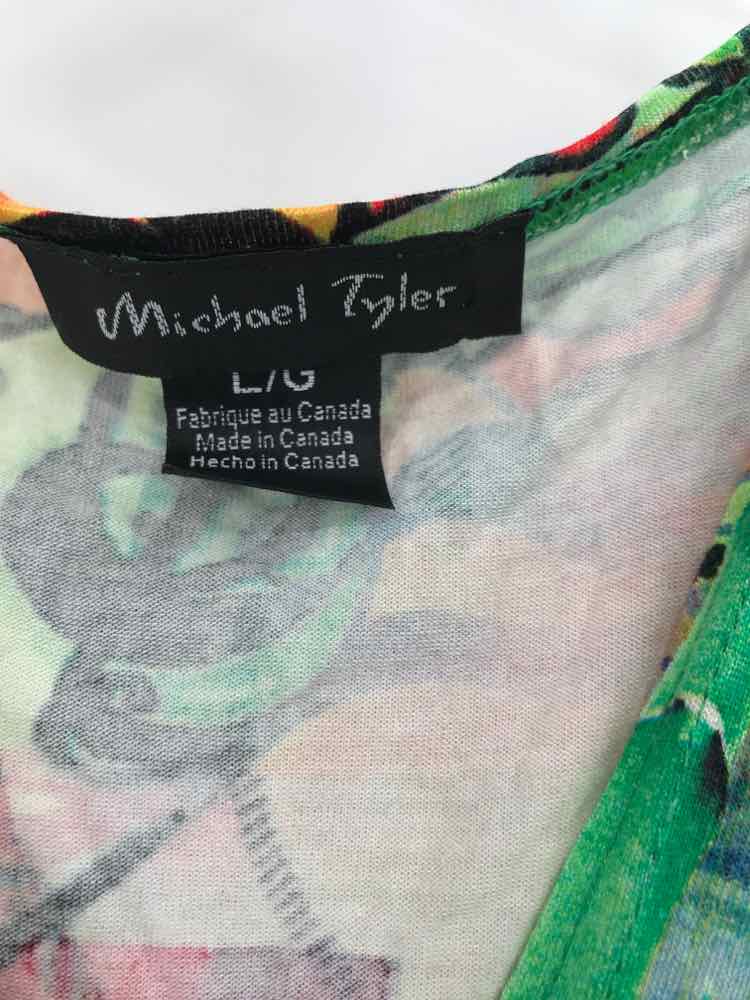 Michael Tyler
L/G
Fabrique au Canada
Made in Canada
Hecho in Canada